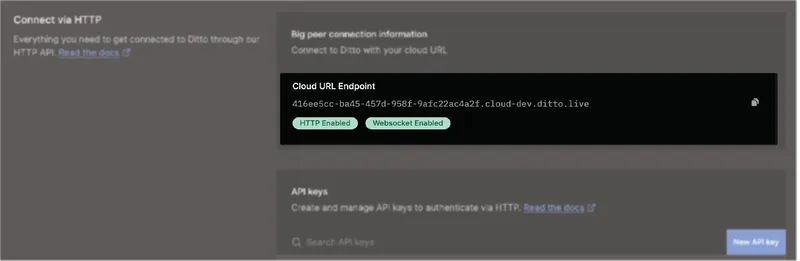 Connect via HTTP
Everything you need to get connected to Ditto through our
HTTP API. Read the docs
Big peer connection information
Connect to Ditto with your cloud URL
Cloud URL Endpoint
416ee5cc-ba45-457d-958f-9afc22ac4a2f.cloud-dev.ditto.live
HTTP Enabled Websocket Enabled
API keys
Create and manage API keys to authenticate via HTTP. Read the docs
Search API keys
New API key